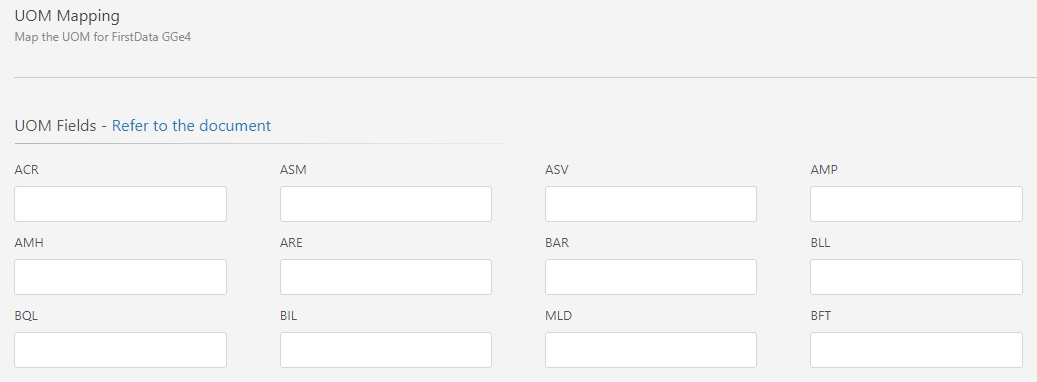 UOM Mapping
Map the UOM for FirstData GGe4
UOM Fields - Refer to the document
ACR ASM ASV AMP
AMH ARE BAR BLL
BQL BIL MLD BFT